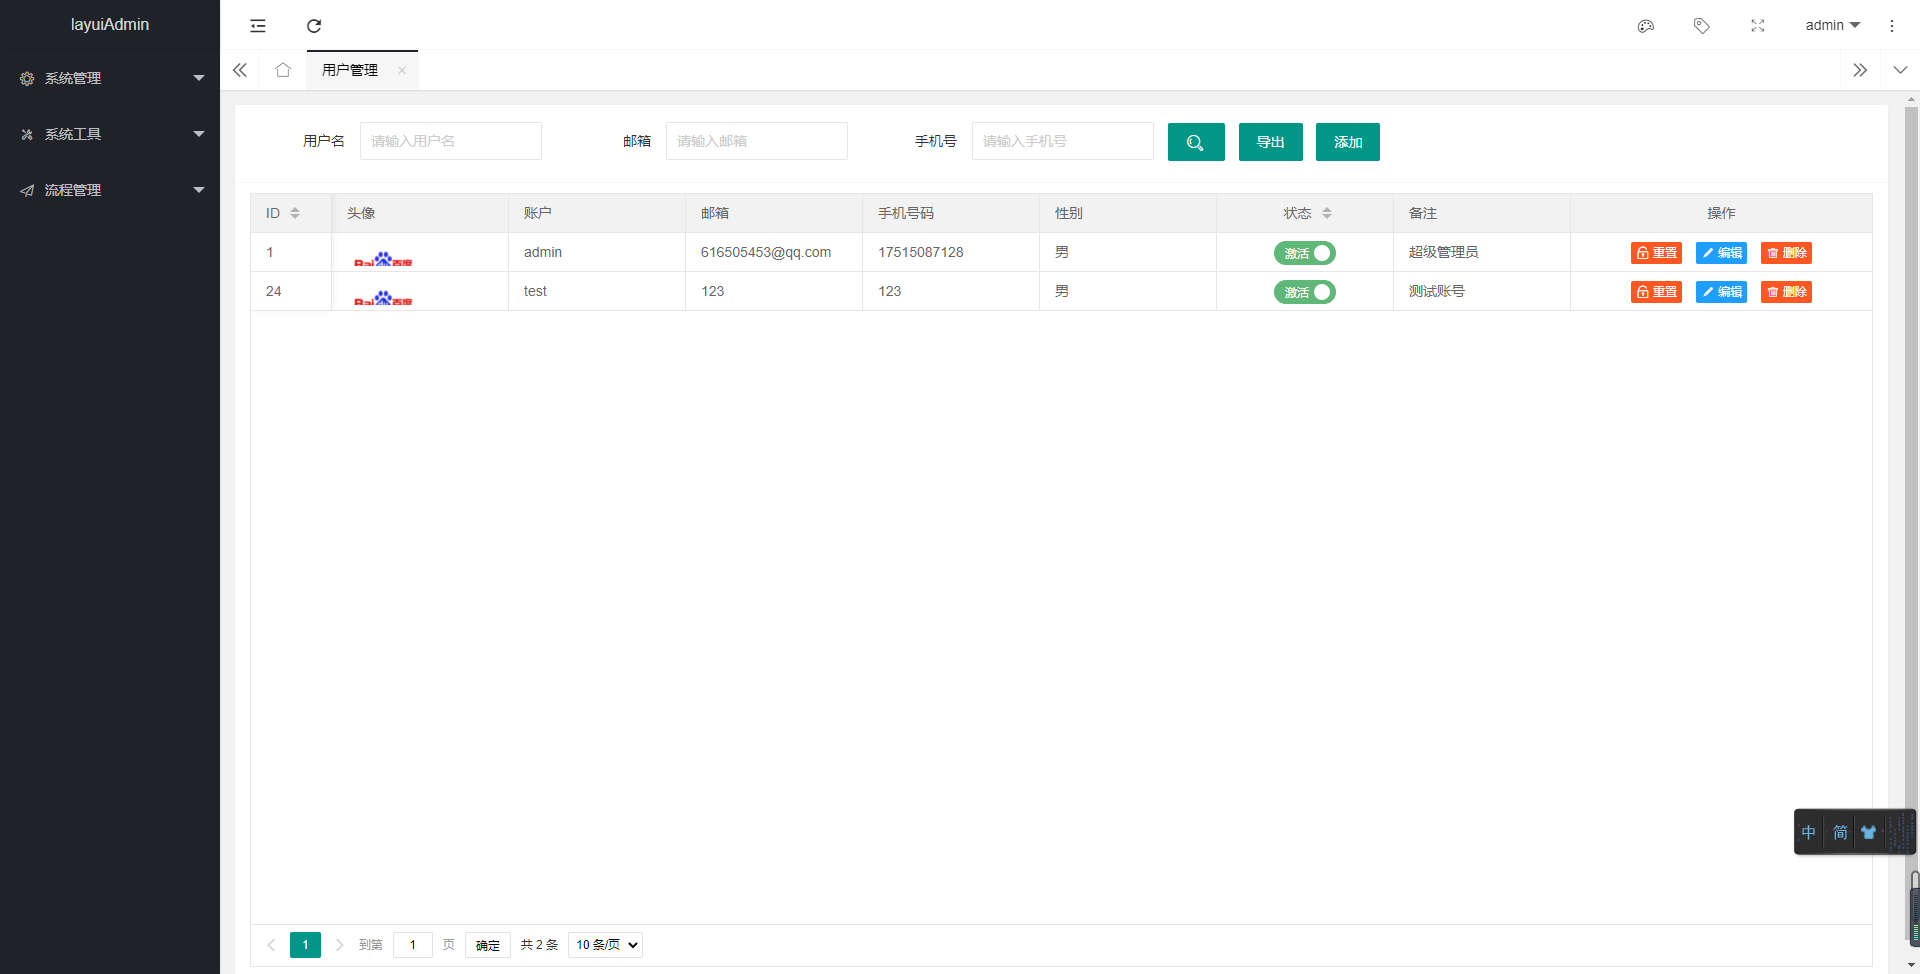 layuiAdmin
admin
系统管理
系统工具
流程管理
用户管理
用户名 请输入用户名 邮箱 请输入邮箱 手机号 请输入手机号 导出 添加
ID 头像 账户 邮箱 手机号码 性别 状态 备注 操作
1 Bai 百度 admin 616505453@qq.com 17515087128 男 激活 超级管理员 重置 编辑 删除
24 Bai 百度 test 123 123 男 激活 测试账号 重置 编辑 删除
中 简
1 到第 1 页 确定 共 2 条 10 条/页